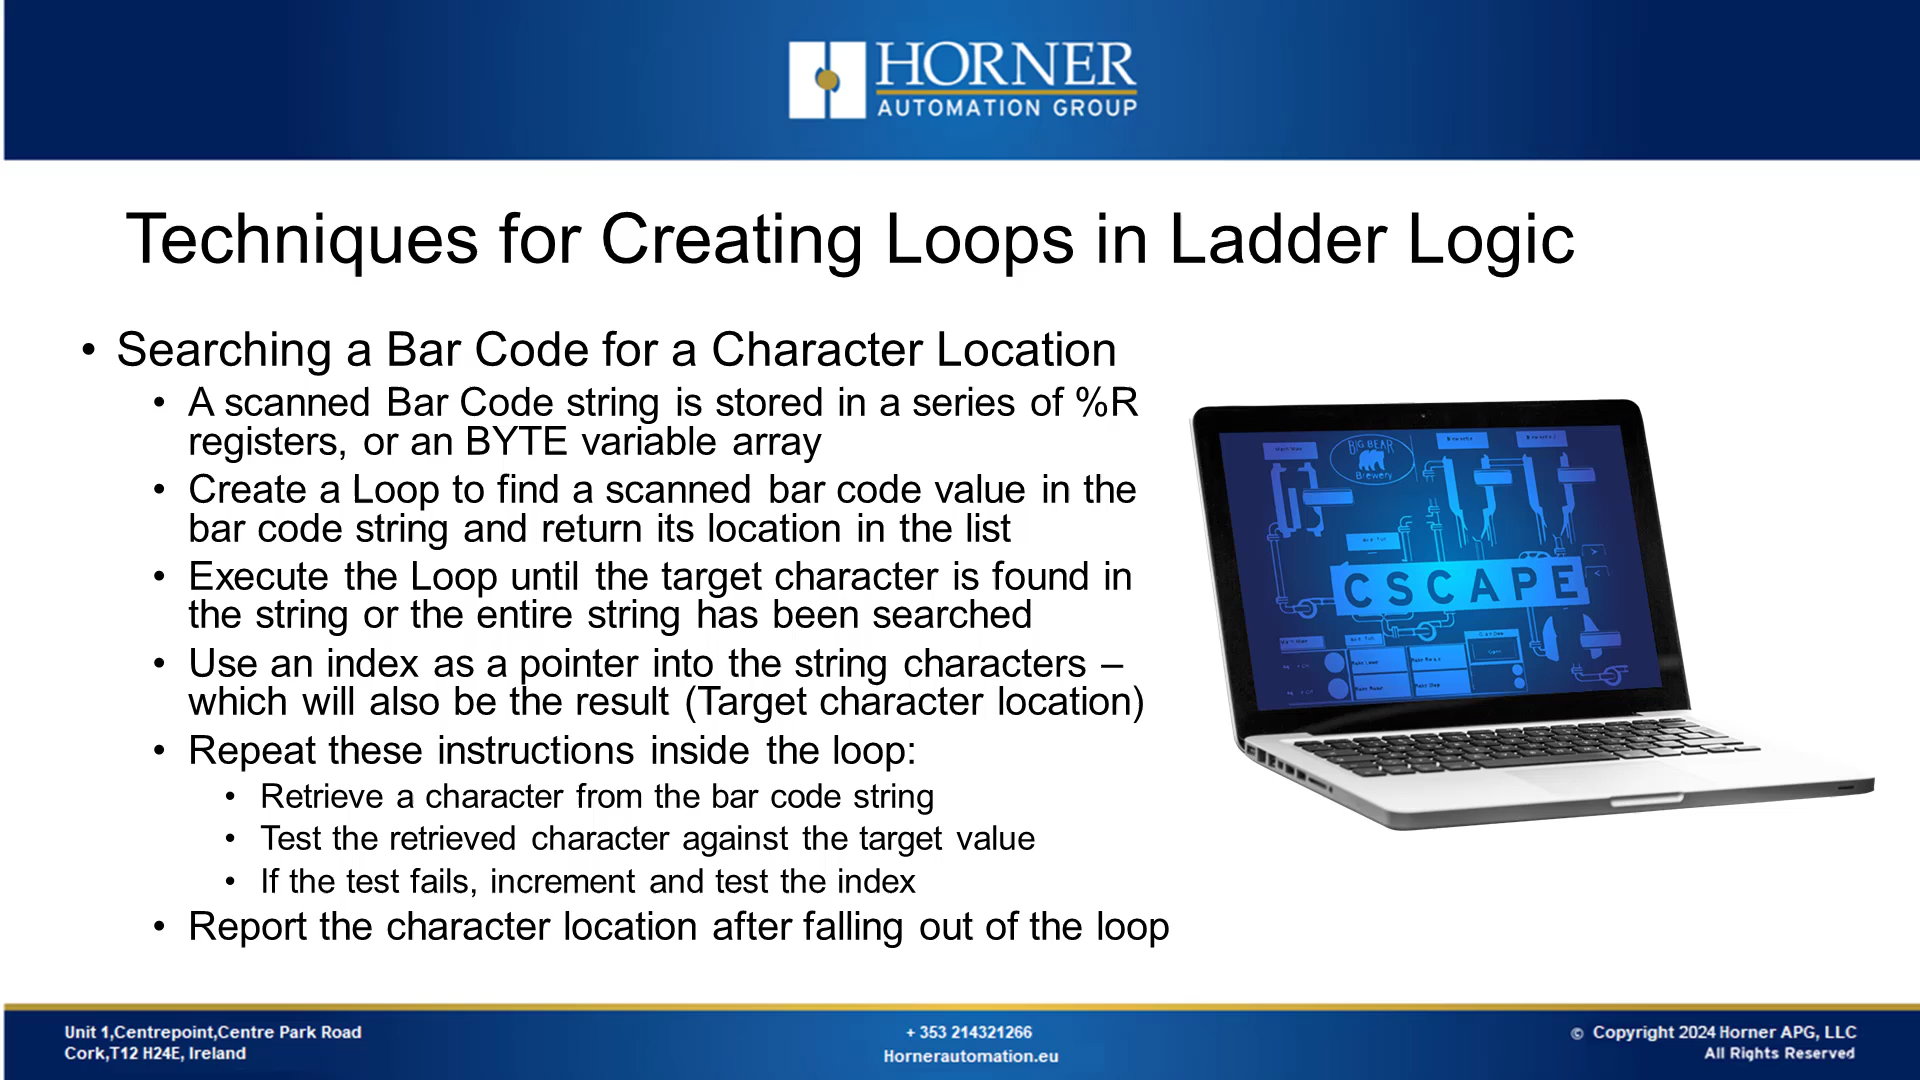 HORNER
AUTOMATION GROUP
Techniques for Creating Loops in Ladder Logic
• Searching a Bar Code for a Character Location
• A scanned Bar Code string is stored in a series of %R
registers, or an BYTE variable array
• Create a Loop to find a scanned bar code value in the
bar code string and return its location in the list
• Execute the Loop until the target character is found in
the string or the entire string has been searched
• Use an index as a pointer into the string characters –
which will also be the result (Target character location)
• Repeat these instructions inside the loop:
• Retrieve a character from the bar code string
• Test the retrieved character against the target value
• If the test fails, increment and test the index
• Report the character location after falling out of the loop
BIG BEAR
Brewery
CSCAPE
Unit 1,Centrepoint,Centre Park Road
Cork,T12 H24E, Ireland
+ 353 214321266
Hornerautomation.eu
© Copyright 2024 Horner APG, LLC
All Rights Reserved